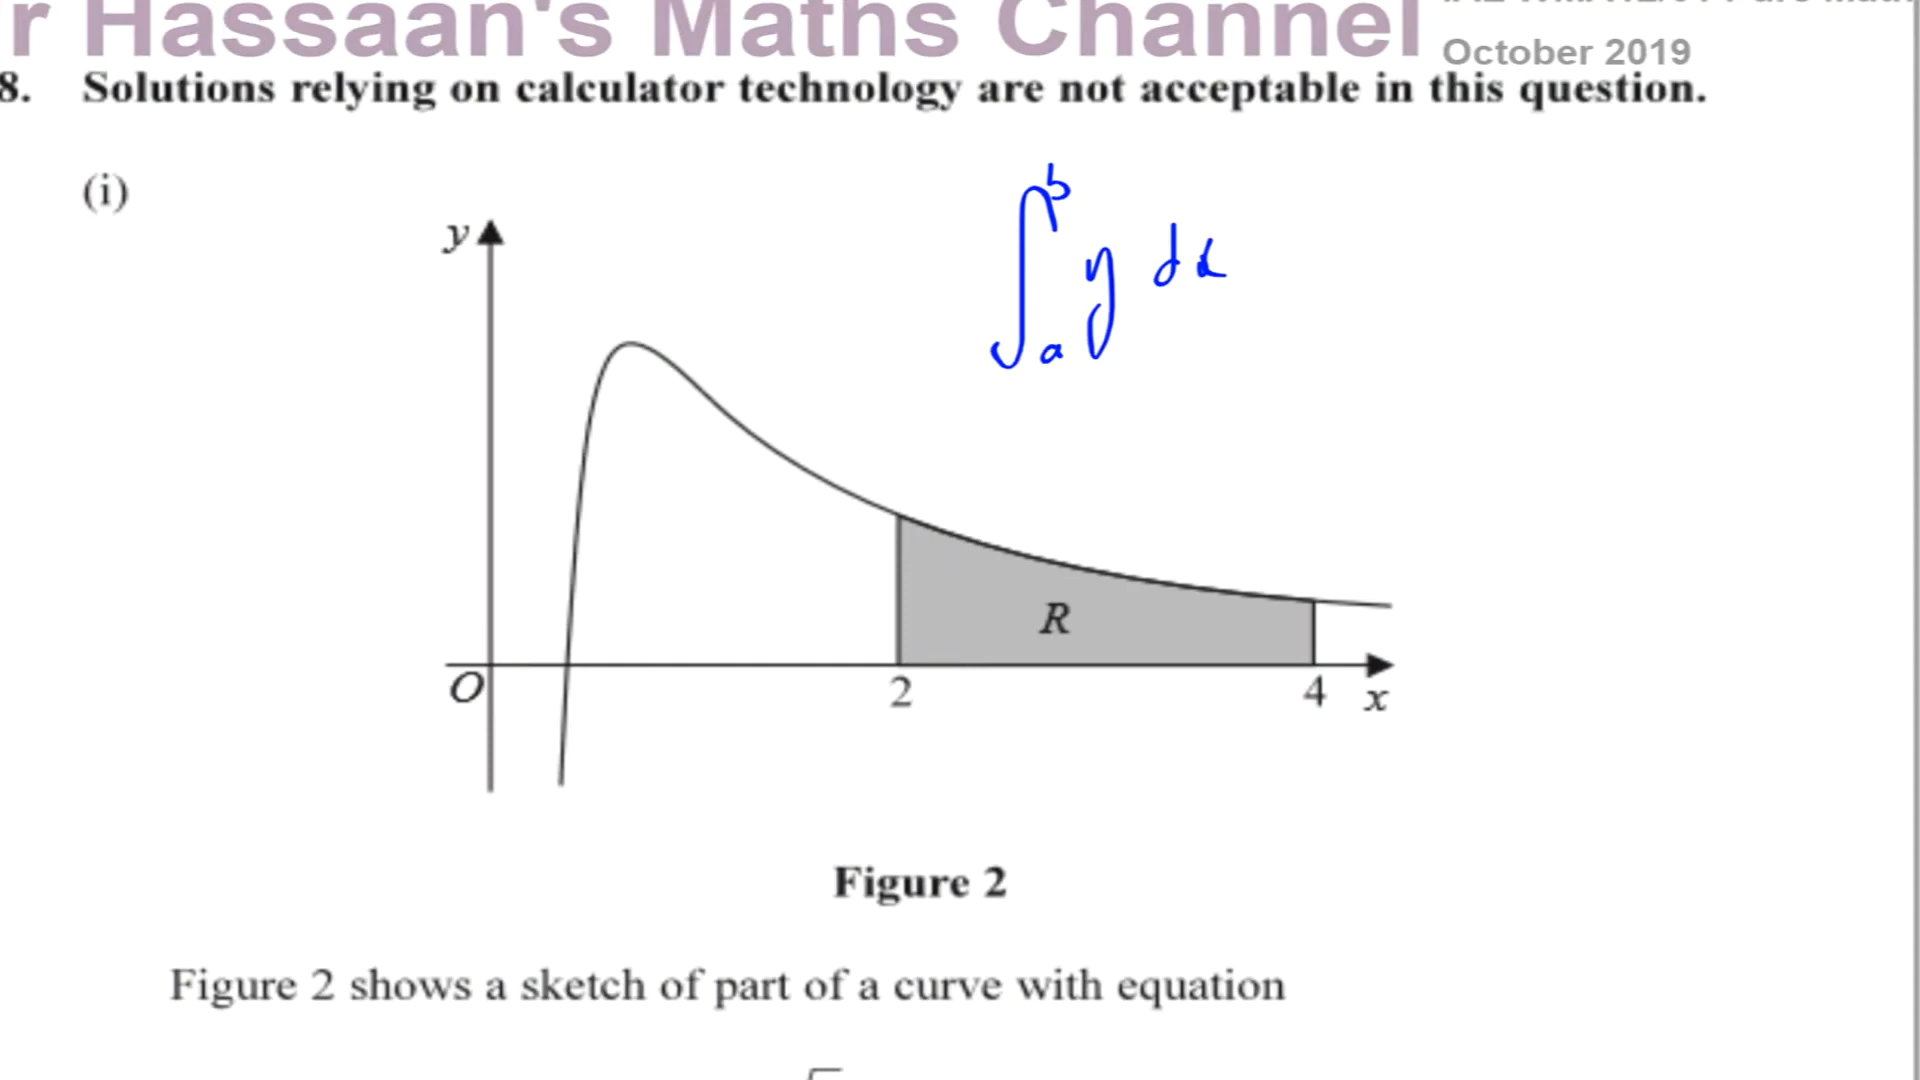 r Hassaan's Maths Channel
October 2019
8. Solutions relying on calculator technology are not acceptable in this question.
(i)
∫ₐᵇ y dx
y
R
O
2
4
x
Figure 2
Figure 2 shows a sketch of part of a curve with equation